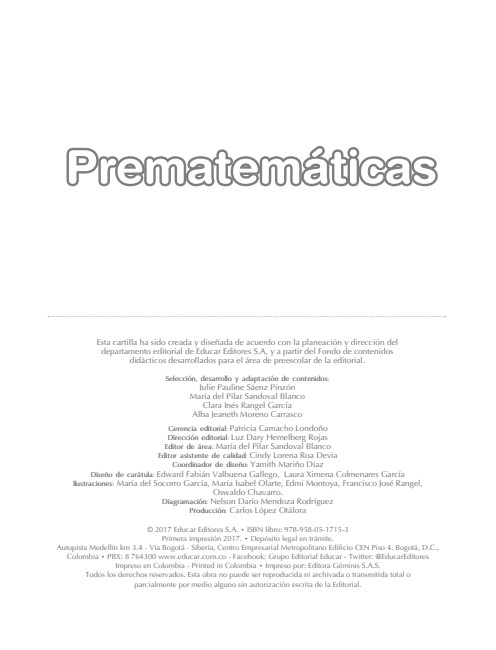 Prematemáticas
Esta cartilla ha sido creada y diseñada de acuerdo con la planeación y dirección del
departamento editorial de Educar Editores S.A, y a partir del Fondo de contenidos
didácticos desarrollados para el área de preescolar de la editorial.
Selección, desarrollo y adaptación de contenidos:
Julie Pauline Sáenz Pinzón
María del Pilar Sandoval Blanco
Clara Inés Rangel García
Alba Jeaneth Moreno Carrasco
Gerencia editorial: Patricia Camacho Londoño
Dirección editorial: Luz Dary Hemelberg Rojas
Editor de área: María del Pilar Sandoval Blanco
Editor asistente de calidad: Cindy Lorena Roa Devia
Coordinador de diseño: Yamith Mariño Díaz
Diseño de carátula: Edward Fabián Valbuena Gallego, Laura Ximena Colmenares García
Ilustraciones: María del Socorro García, María Isabel Olarte, Edmi Montoya, Francisco José Rangel,
Oswaldo Chavarro.
Diagramación: Nelson Darío Mendoza Rodríguez
Producción: Carlos López Otálora
© 2017 Educar Editores S.A. • ISBN libro: 978-958-05-1715-3
Primera impresión 2017. • Depósito legal en trámite.
Autopista Medellín km 3.4 - Vía Bogotá - Siberia, Centro Empresarial Metropolitano Edificio CEN Piso 4. Bogotá, D.C.,
Colombia • PBX: 8 764300 www.educar.com.co - Facebook: Grupo Editorial Educar - Twitter: @EducarEditores
Impreso en Colombia - Printed in Colombia • Impreso por: Editora Géminis S.A.S.
Todos los derechos reservados. Esta obra no puede ser reproducida ni archivada o transmitida total o
parcialmente por medio alguno sin autorización escrita de la Editorial.